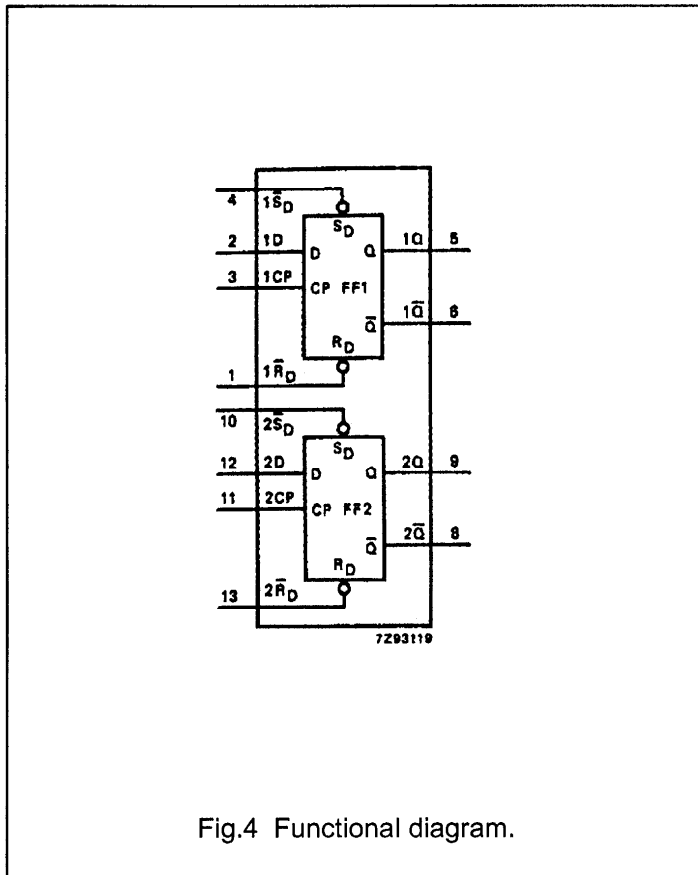 4 1S̅D
SD
2 1D D Q 1Q 5
3 1CP CP FF1
Q̅ 1Q̅ 6
RD
1 1R̅D
10 2S̅D
SD
12 2D D Q 2Q 9
11 2CP CP FF2
Q̅ 2Q̅ 8
RD
13 2R̅D
7Z93119
Fig.4 Functional diagram.